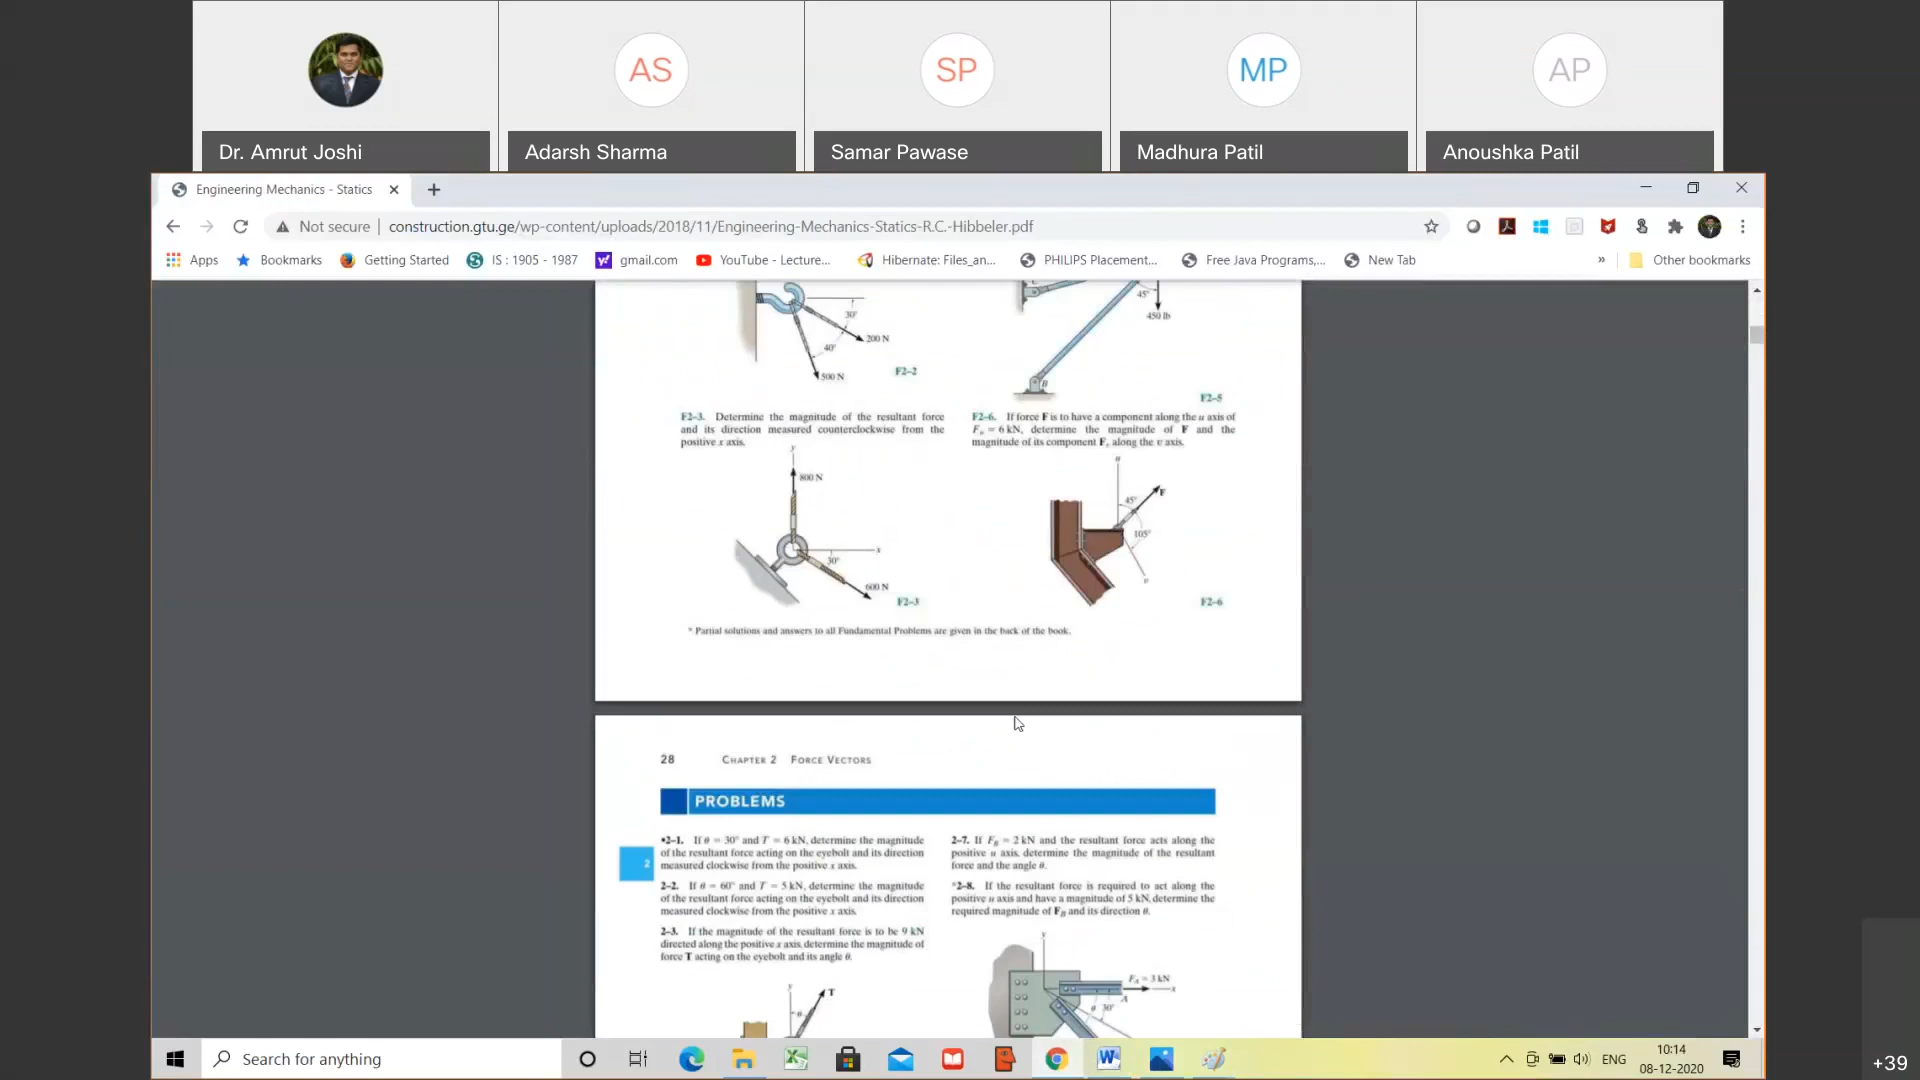 AS
SP
MP
AP
Dr. Amrut Joshi
Adarsh Sharma
Samar Pawase
Madhura Patil
Anoushka Patil
Engineering Mechanics - Statics
Not secure | construction.gtu.ge/wp-content/uploads/2018/11/Engineering-Mechanics-Statics-R.C.-Hibbeler.pdf
Apps
Bookmarks
Getting Started
IS : 1905 - 1987
gmail.com
YouTube - Lecture...
Hibernate: Files_an...
PHILIPS Placement...
Free Java Programs,...
New Tab
»
Other bookmarks
30°
200 N
40°
500 N
F2–2
45°
450 lb
B
F2–5
F2–3. Determine the magnitude of the resultant force
and its direction measured counterclockwise from the
positive x axis.
y
800 N
x
30°
600 N
F2–3
F2–6. If force F is to have a component along the u axis of
Fu = 6 kN, determine the magnitude of F and the
magnitude of its component Fv along the v axis.
u
45°
F
105°
v
F2–6
* Partial solutions and answers to all Fundamental Problems are given in the back of the book.
28 CHAPTER 2 FORCE VECTORS
PROBLEMS
2
•2–1. If θ = 30° and T = 6 kN, determine the magnitude
of the resultant force acting on the eyebolt and its direction
measured clockwise from the positive x axis.
2–2. If θ = 60° and T = 5 kN, determine the magnitude
of the resultant force acting on the eyebolt and its direction
measured clockwise from the positive x axis.
2–3. If the magnitude of the resultant force is to be 9 kN
directed along the positive x axis, determine the magnitude of
force T acting on the eyebolt and its angle θ.
y
T
θ
2–7. If FB = 2 kN and the resultant force acts along the
positive u axis, determine the magnitude of the resultant
force and the angle θ.
*2–8. If the resultant force is required to act along the
positive u axis and have a magnitude of 5 kN, determine the
required magnitude of FB and its direction θ.
y
FA = 3 kN
x
A
θ
30°
Search for anything
ENG
10:14
08-12-2020
+39